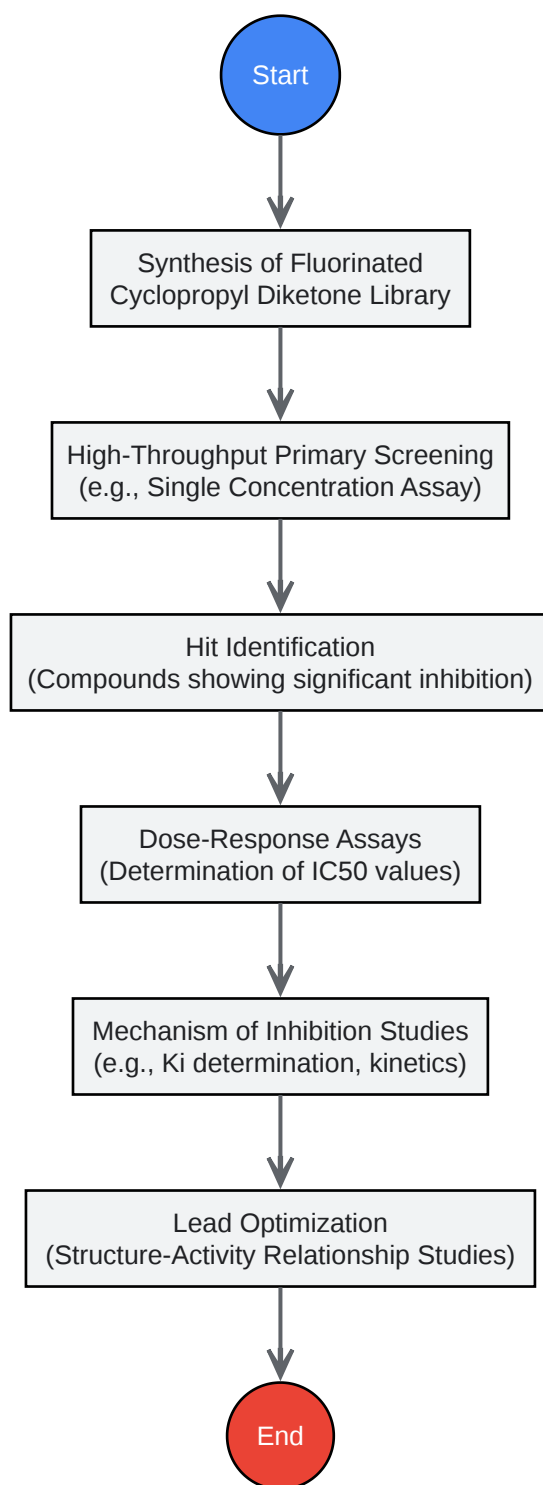 Start
Synthesis of Fluorinated
Cyclopropyl Diketone Library
High-Throughput Primary Screening
(e.g., Single Concentration Assay)
Hit Identification
(Compounds showing significant inhibition)
Dose-Response Assays
(Determination of IC50 values)
Mechanism of Inhibition Studies
(e.g., Ki determination, kinetics)
Lead Optimization
(Structure-Activity Relationship Studies)
End